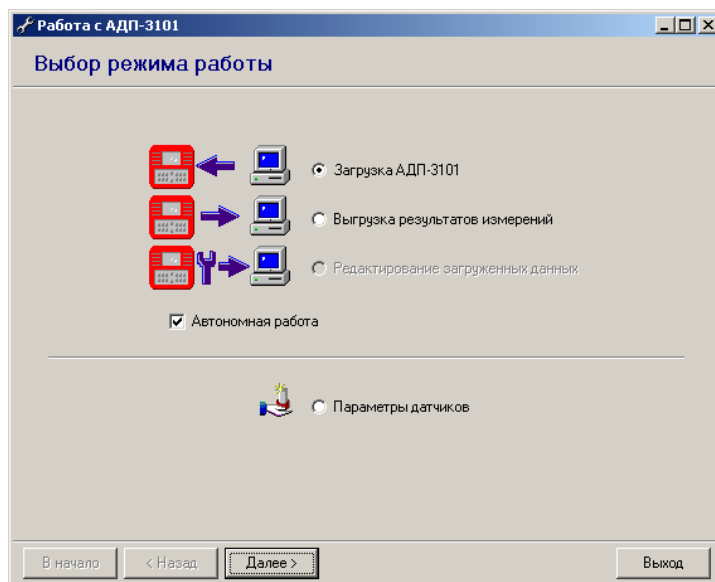 Работа с АДП-3101
Выбор режима работы
Загрузка АДП-3101
Выгрузка результатов измерений
Редактирование загруженных данных
Автономная работа
Параметры датчиков
В начало
< Назад
Далее >
Выход